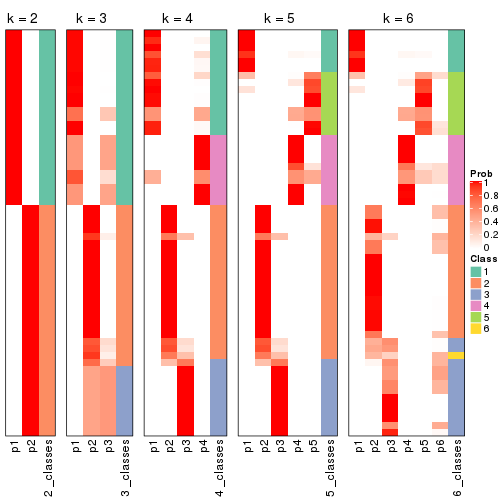 k = 2
k = 3
k = 4
k = 5
k = 6
p1
p2
2_classes
p1
p2
p3
3_classes
p1
p2
p3
p4
4_classes
p1
p2
p3
p4
p5
5_classes
p1
p2
p3
p4
p5
p6
6_classes
Prob
1
0.8
0.6
0.4
0.2
0
Class
1
2
3
4
5
6